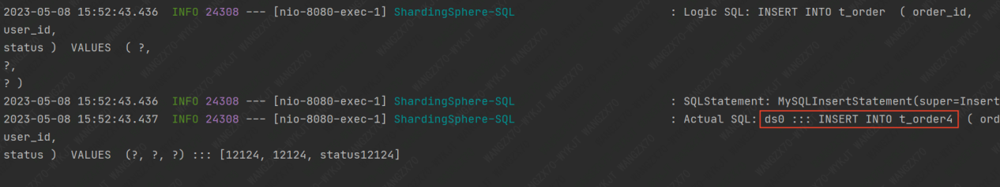 2023-05-08 15:52:43.436  INFO 24308 --- [nio-8080-exec-1] ShardingSphere-SQL                       : Logic SQL: INSERT INTO t_order  ( order_id,
user_id,
status )  VALUES  ( ?,
?,
? )
2023-05-08 15:52:43.436  INFO 24308 --- [nio-8080-exec-1] ShardingSphere-SQL                       : SQLStatement: MySQLInsertStatement(super=Insert
2023-05-08 15:52:43.437  INFO 24308 --- [nio-8080-exec-1] ShardingSphere-SQL                       : Actual SQL: ds0 ::: INSERT INTO t_order4  ( ord
user_id,
status )  VALUES  (?, ?, ?) ::: [12124, 12124, status12124]